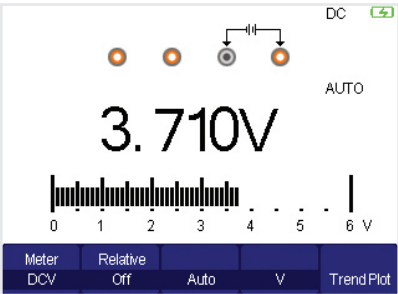 DC
AUTO
3.710V
0 1 2 3 4 5 6 V
Meter Relative
DCV Off Auto V Trend Plot